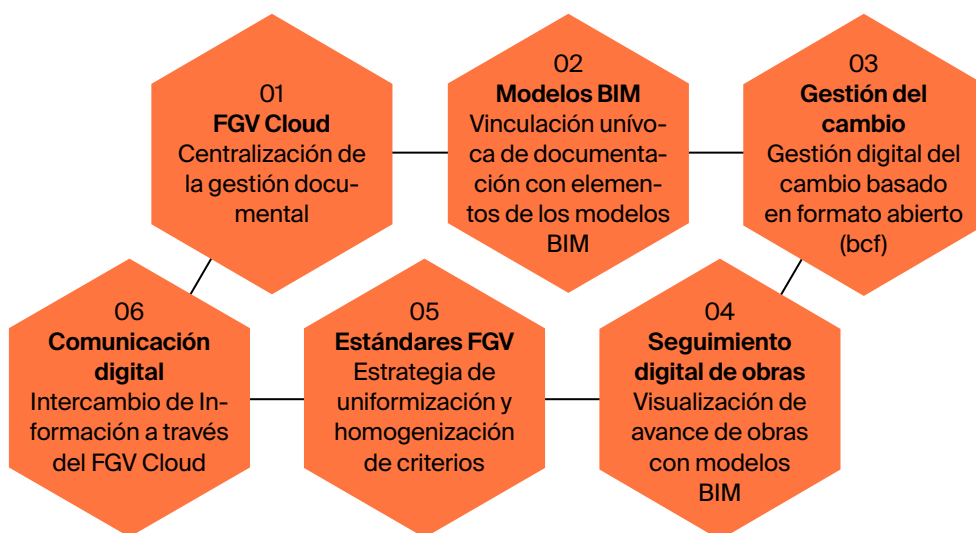 01
FGV Cloud
Centralización de
la gestión docu-
mental
02
Modelos BIM
Vinculación unívo-
ca de documenta-
ción con elemen-
tos de los modelos
BIM
03
Gestión del
cambio
Gestión digital del
cambio basado
en formato abierto
(bcf)
04
Seguimiento
digital de obras
Visualización de
avance de obras
con modelos
BIM
05
Estándares FGV
Estrategia de
uniformización y
homogenización
de criterios
06
Comunicación
digital
Intercambio de In-
formación a través
del FGV Cloud